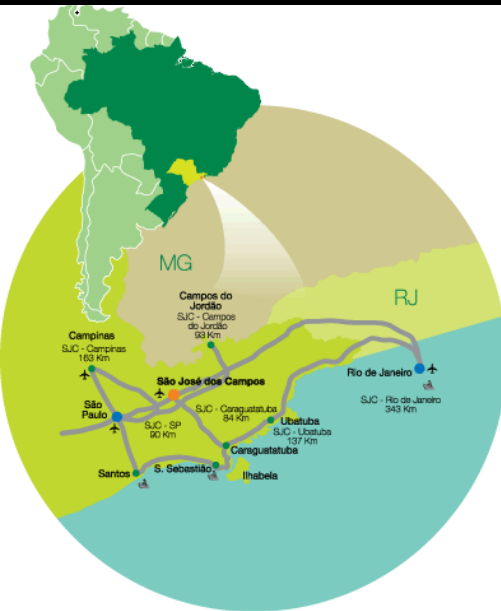 MG
RJ
Campos do
Jordão
SJC - Campos
do Jordão
93 Km
Campinas
SJC - Campinas
163 Km
São José dos Campos
Rio de Janeiro
SJC - Rio de Janeiro
343 Km
São
Paulo
SJC - SP
90 Km
SJC - Caraguatatuba
84 Km
Ubatuba
SJC - Ubatuba
137 Km
Caraguatatuba
Santos
S. Sebastião
Ilhabela